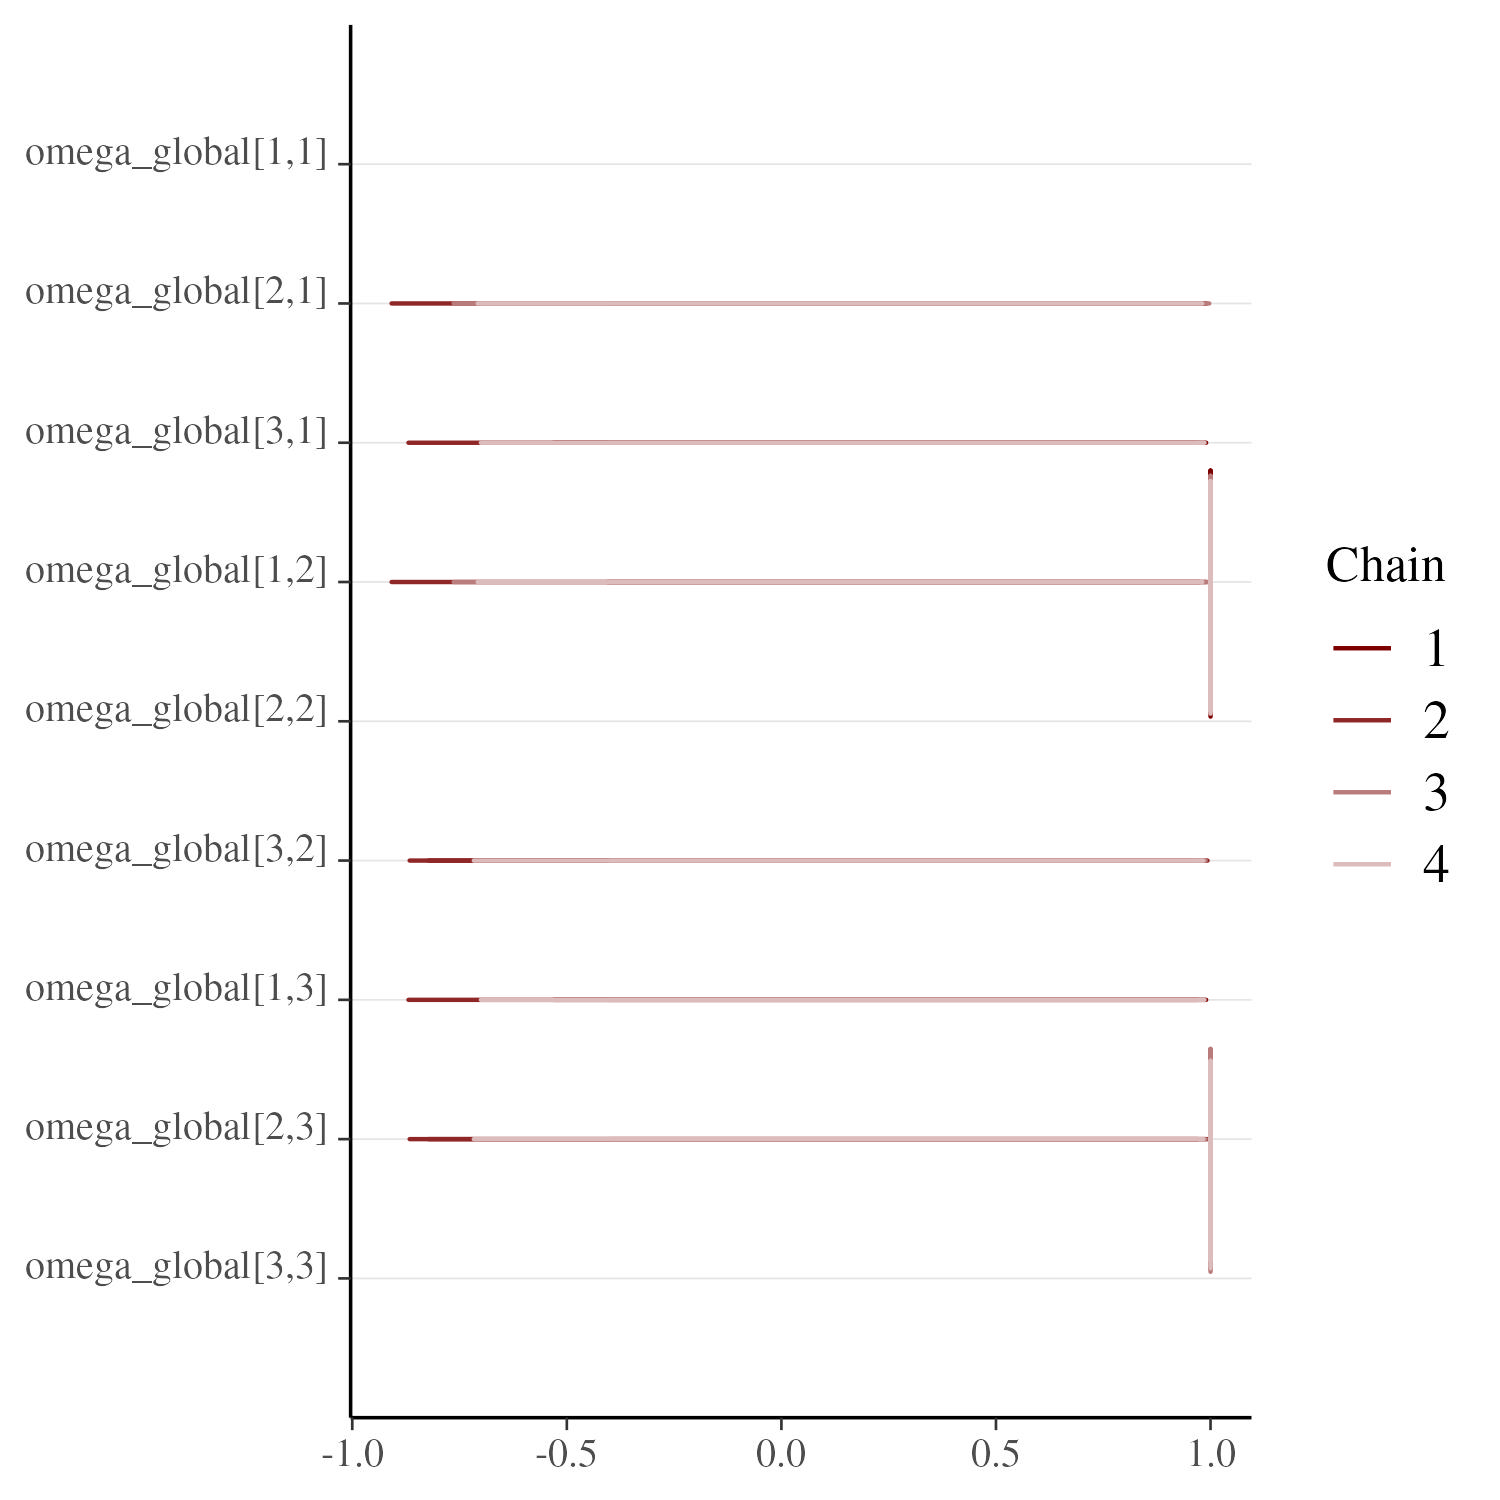 omega_global[1,1]
omega_global[2,1]
omega_global[3,1]
omega_global[1,2]
omega_global[2,2]
omega_global[3,2]
omega_global[1,3]
omega_global[2,3]
omega_global[3,3]
-1.0 -0.5 0.0 0.5 1.0
Chain
1
2
3
4